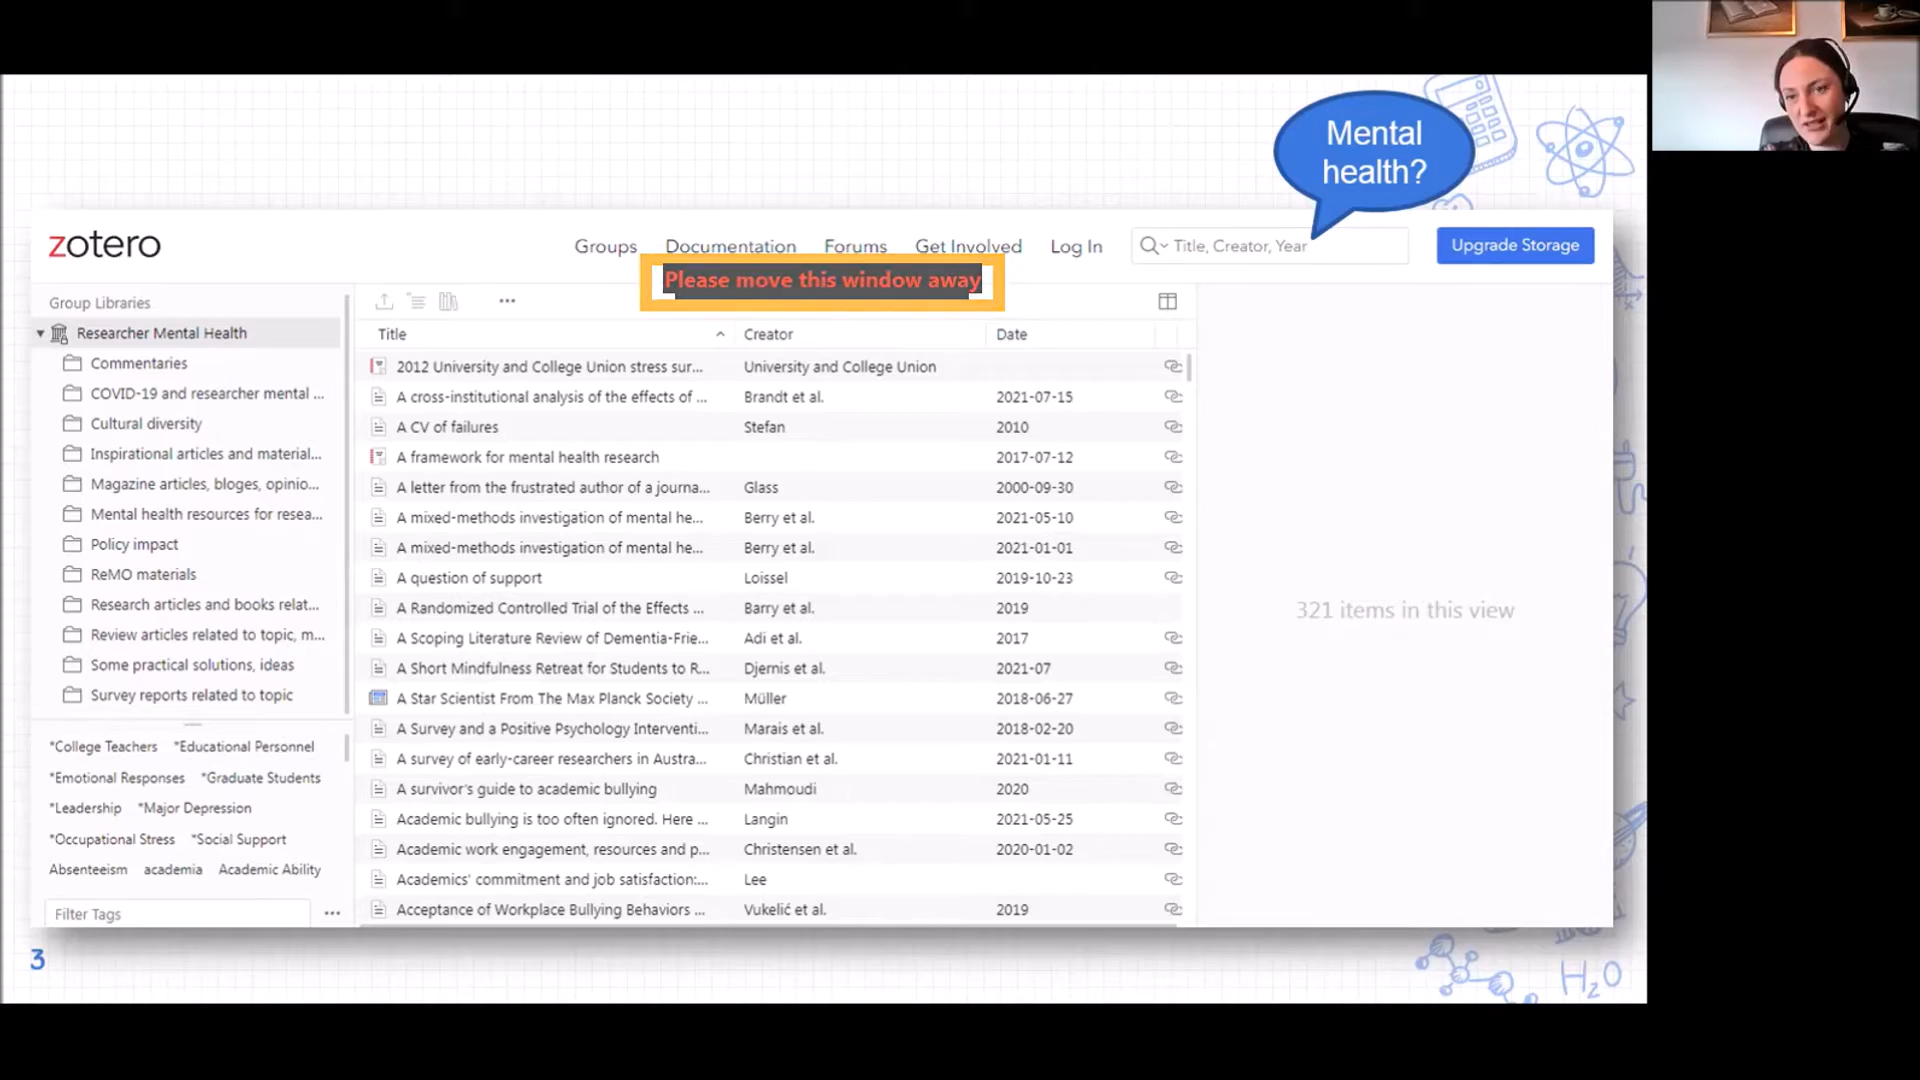 Mental
health?
zotero
Groups Documentation Forums Get Involved Log In Title, Creator, Year Upgrade Storage
Please move this window away
Group Libraries
Researcher Mental Health
Commentaries
COVID-19 and researcher mental ...
Cultural diversity
Inspirational articles and material...
Magazine articles, bloges, opinio...
Mental health resources for resea...
Policy impact
ReMO materials
Research articles and books relat...
Review articles related to topic, m...
Some practical solutions, ideas
Survey reports related to topic
*College Teachers *Educational Personnel
*Emotional Responses *Graduate Students
*Leadership *Major Depression
*Occupational Stress *Social Support
Absenteeism academia Academic Ability
Filter Tags
Title Creator Date
2012 University and College Union stress sur... University and College Union
A cross-institutional analysis of the effects of ... Brandt et al. 2021-07-15
A CV of failures Stefan 2010
A framework for mental health research 2017-07-12
A letter from the frustrated author of a journa... Glass 2000-09-30
A mixed-methods investigation of mental he... Berry et al. 2021-05-10
A mixed-methods investigation of mental he... Berry et al. 2021-01-01
A question of support Loissel 2019-10-23
A Randomized Controlled Trial of the Effects ... Barry et al. 2019
A Scoping Literature Review of Dementia-Frie... Adi et al. 2017
A Short Mindfulness Retreat for Students to R... Djernis et al. 2021-07
A Star Scientist From The Max Planck Society ... Müller 2018-06-27
A Survey and a Positive Psychology Interventi... Marais et al. 2018-02-20
A survey of early-career researchers in Austra... Christian et al. 2021-01-11
A survivor's guide to academic bullying Mahmoudi 2020
Academic bullying is too often ignored. Here ... Langin 2021-05-25
Academic work engagement, resources and p... Christensen et al. 2020-01-02
Academics' commitment and job satisfaction:... Lee
Acceptance of Workplace Bullying Behaviors ... Vukelić et al. 2019
321 items in this view
3
H2O